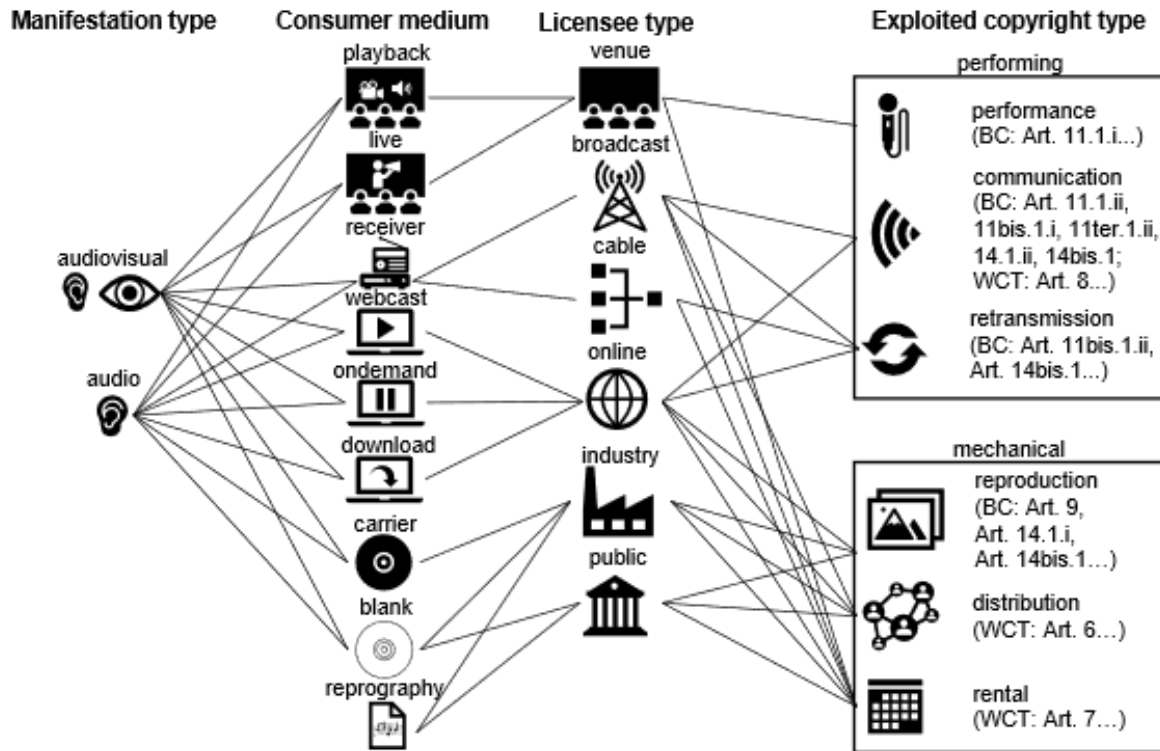 Manifestation type
Consumer medium
Licensee type
Exploited copyright type
playback
live
receiver
webcast
ondemand
download
carrier
blank
reprography
audiovisual
audio
venue
broadcast
cable
online
industry
public
performing
performance
(BC: Art. 11.1.i...)
communication
(BC: Art. 11.1.ii,
11bis.1.i, 11ter.1.ii,
14.1.ii, 14bis.1;
WCT: Art. 8...)
retransmission
(BC: Art. 11bis.1.ii,
Art. 14bis.1...)
mechanical
reproduction
(BC: Art. 9,
Art. 14.1.i,
Art. 14bis.1...)
distribution
(WCT: Art. 6...)
rental
(WCT: Art. 7...)